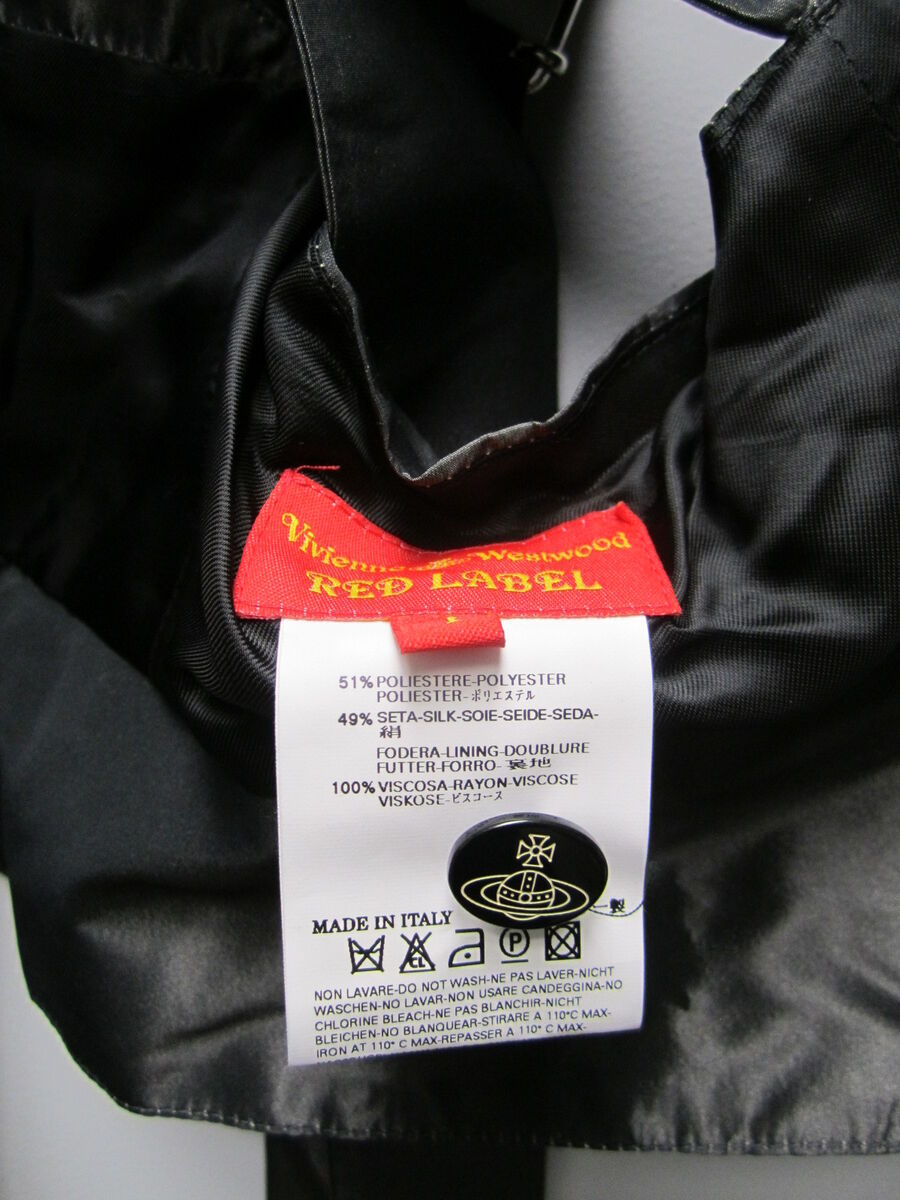 Vivienne Westwood
RED LABEL
51% POLIESTERE-POLYESTER
POLIESTER-ポリエステル
49% SETA-SILK-SOIE-SEIDE-SEDA-
絹
FODERA-LINING-DOUBLURE
FUTTER-FORRO-裏地
100% VISCOSA-RAYON-VISCOSE
VISKOSE-ビスコース
製
MADE IN ITALY
CL
P
NON LAVARE-DO NOT WASH-NE PAS LAVER-NICHT
WASCHEN-NO LAVAR-NON USARE CANDEGGINA-NO
CHLORINE BLEACH-NE PAS BLANCHIR-NICHT
BLEICHEN-NO BLANQUEAR-STIRARE A 110° C MAX-
IRON AT 110° C MAX-REPASSER A 110° C MAX-